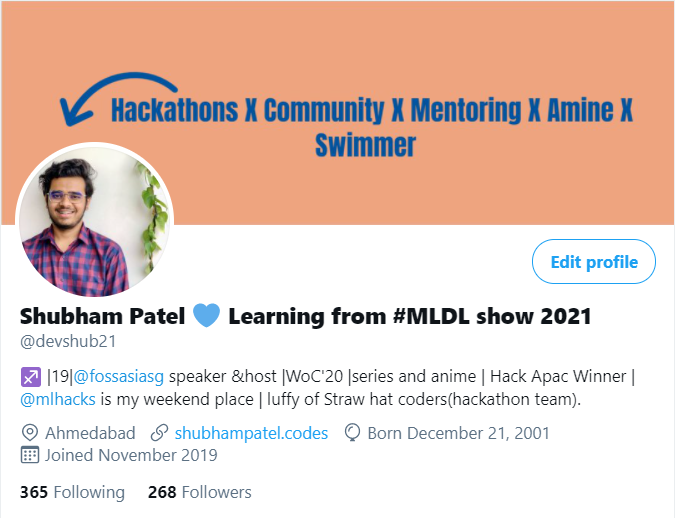 Hackathons X Community X Mentoring X Amine X
Swimmer
Edit profile
Shubham Patel 💙 Learning from #MLDL show 2021
@devshub21
♐ |19|@fossasiasg speaker &host |WoC'20 |series and anime | Hack Apac Winner |
@mlhacks is my weekend place | luffy of Straw hat coders(hackathon team).
Ahmedabad shubhampatel.codes Born December 21, 2001
Joined November 2019
365 Following 268 Followers